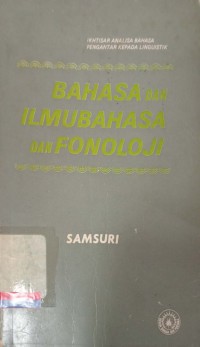 IKHTISAR ANALISA BAHASA
PENGANTAR KEPADA LINGUISTIK
BAHASA DAN
ILMUBAHASA
DAN FONOLOJI
SAMSURI